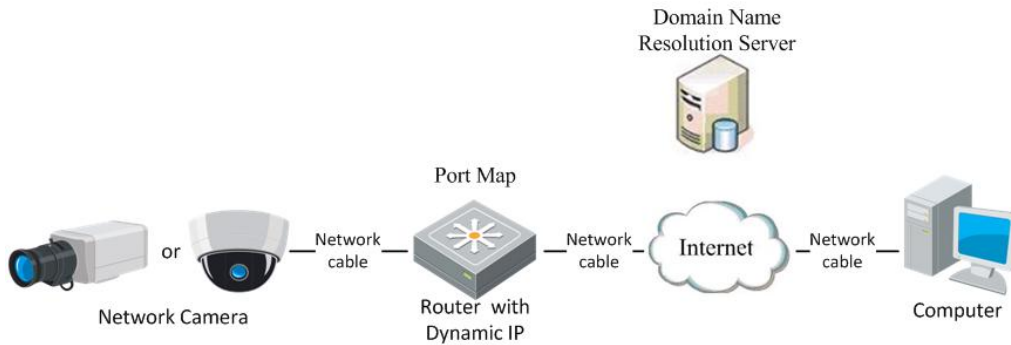 Domain Name
Resolution Server
Port Map
or
Network
cable
Network
cable
Internet
Network
cable
Network Camera
Router with
Dynamic IP
Computer